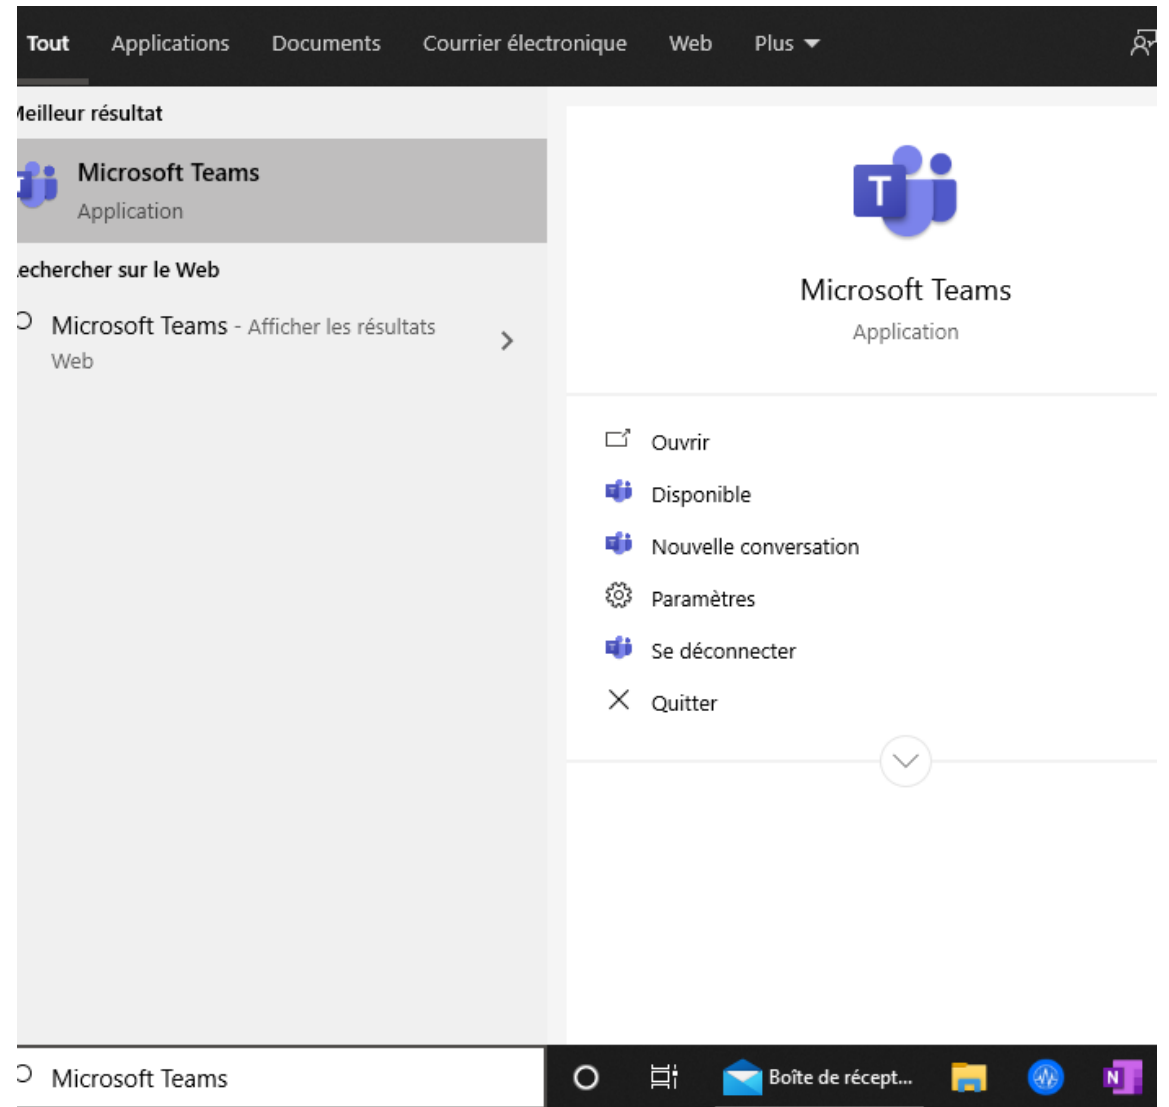 Tout Applications Documents Courrier électronique Web Plus
Meilleur résultat
Microsoft Teams
Application
Rechercher sur le Web
Microsoft Teams - Afficher les résultats
Web
Microsoft Teams
Application
Ouvrir
Disponible
Nouvelle conversation
Paramètres
Se déconnecter
Quitter
Microsoft Teams
Boîte de récept...